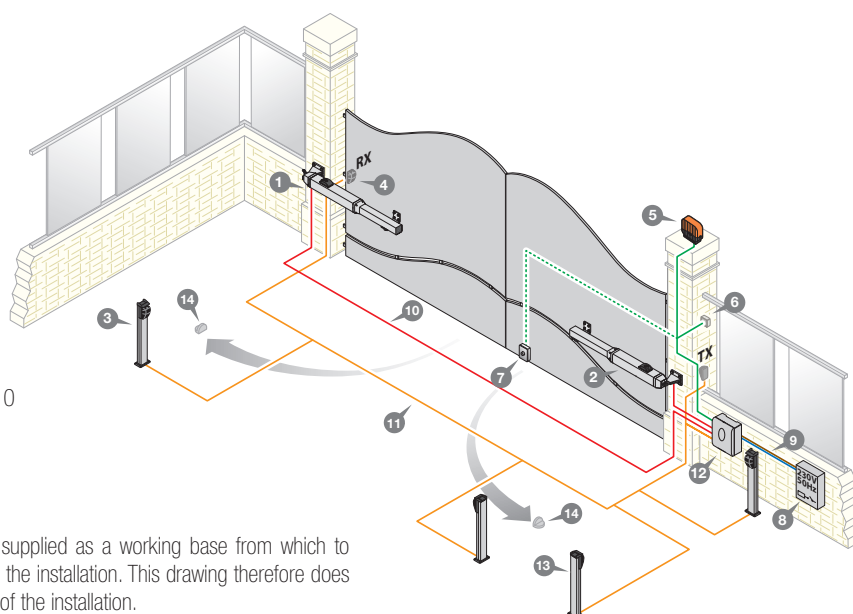 RX
1
4
5
6
14
3
10
TX
7
2
0
11
9
12
230V
50Hz
8
14
13
supplied as a working base from which to
the installation. This drawing therefore does
of the installation.